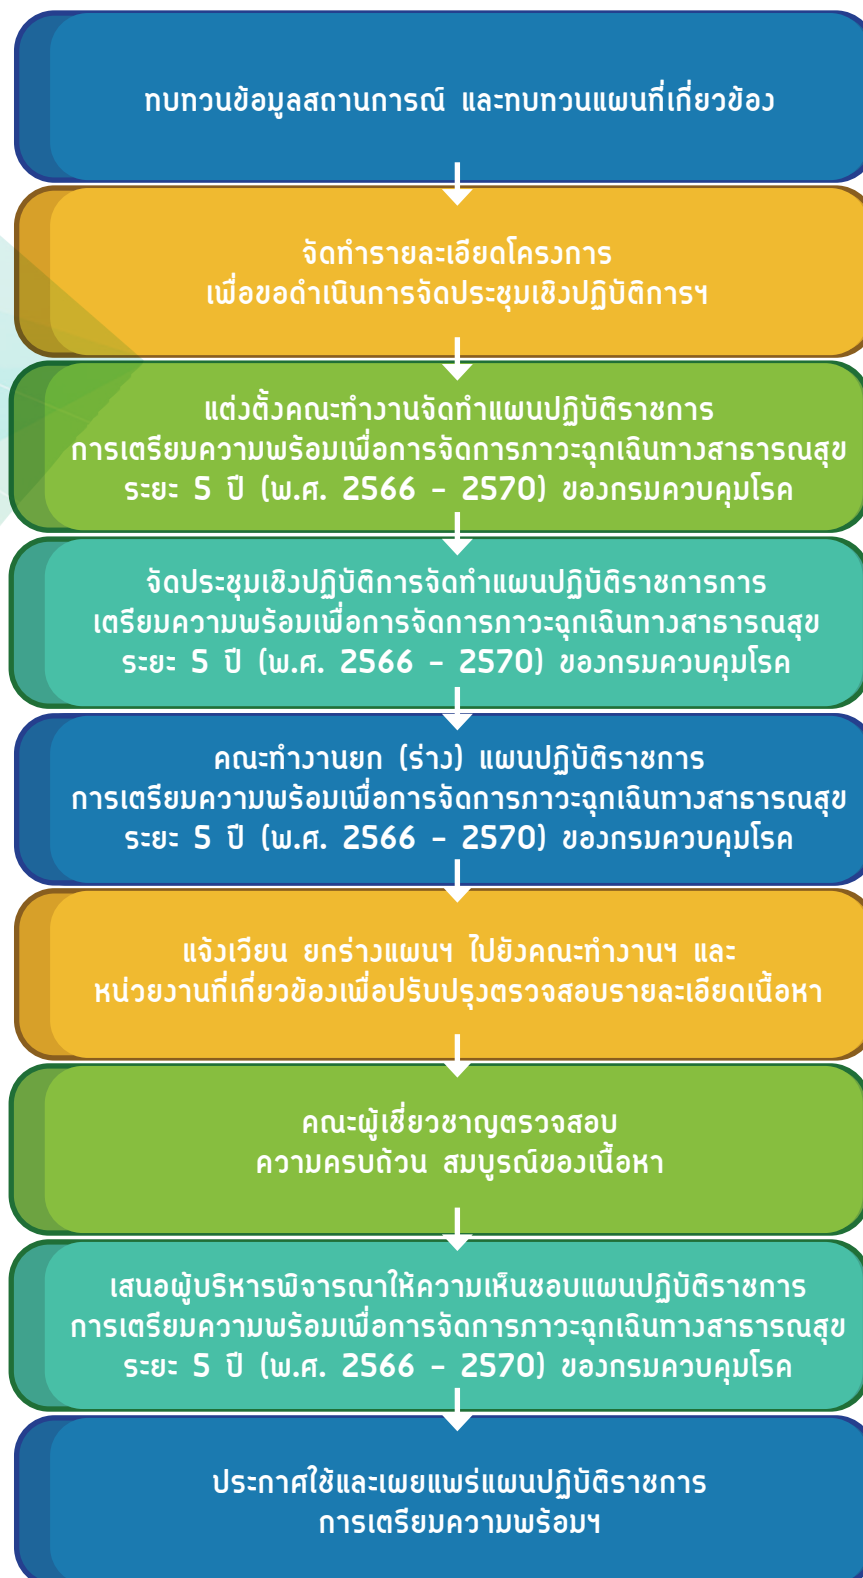 ทบทวนข้อมูลสถานการณ์ และทบทวนแผนที่เกี่ยวข้อง
จัดทำรายละเอียดโครงการ
เพื่อขอดำเนินการจัดประชุมเชิงปฏิบัติการฯ
แต่งตั้งคณะทำงานจัดทำแผนปฏิบัติราชการ
การเตรียมความพร้อมเพื่อการจัดการภาวะฉุกเฉินทางสาธารณสุข
ระยะ 5 ปี (พ.ศ. 2566 – 2570) ของกรมควบคุมโรค
จัดประชุมเชิงปฏิบัติการจัดทำแผนปฏิบัติราชการการ
เตรียมความพร้อมเพื่อการจัดการภาวะฉุกเฉินทางสาธารณสุข
ระยะ 5 ปี (พ.ศ. 2566 – 2570) ของกรมควบคุมโรค
คณะทำงานยก (ร่าง) แผนปฏิบัติราชการ
การเตรียมความพร้อมเพื่อการจัดการภาวะฉุกเฉินทางสาธารณสุข
ระยะ 5 ปี (พ.ศ. 2566 – 2570) ของกรมควบคุมโรค
แจ้งเวียน ยกร่างแผนฯ ไปยังคณะทำงานฯ และ
หน่วยงานที่เกี่ยวข้องเพื่อปรับปรุงตรวจสอบรายละเอียดเนื้อหา
คณะผู้เชี่ยวชาญตรวจสอบ
ความครบถ้วน สมบูรณ์ของเนื้อหา
เสนอผู้บริหารพิจารณาให้ความเห็นชอบแผนปฏิบัติราชการ
การเตรียมความพร้อมเพื่อการจัดการภาวะฉุกเฉินทางสาธารณสุข
ระยะ 5 ปี (พ.ศ. 2566 – 2570) ของกรมควบคุมโรค
ประกาศใช้และเผยแพร่แผนปฏิบัติราชการ
การเตรียมความพร้อมฯ